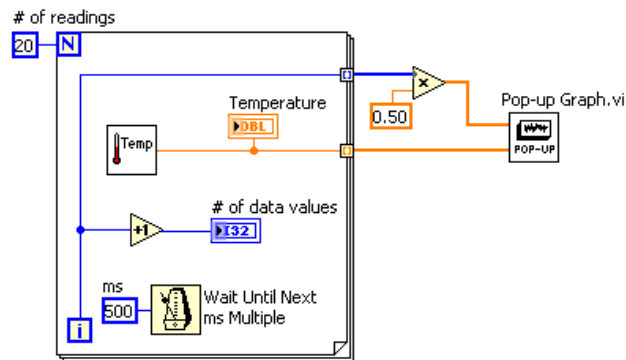 # of readings
20
N
Temperature
DBL
0.50
x
Pop-up Graph.vi
POP-UP
Temp
# of data values
+1
I32
ms
500
Wait Until Next
ms Multiple
i